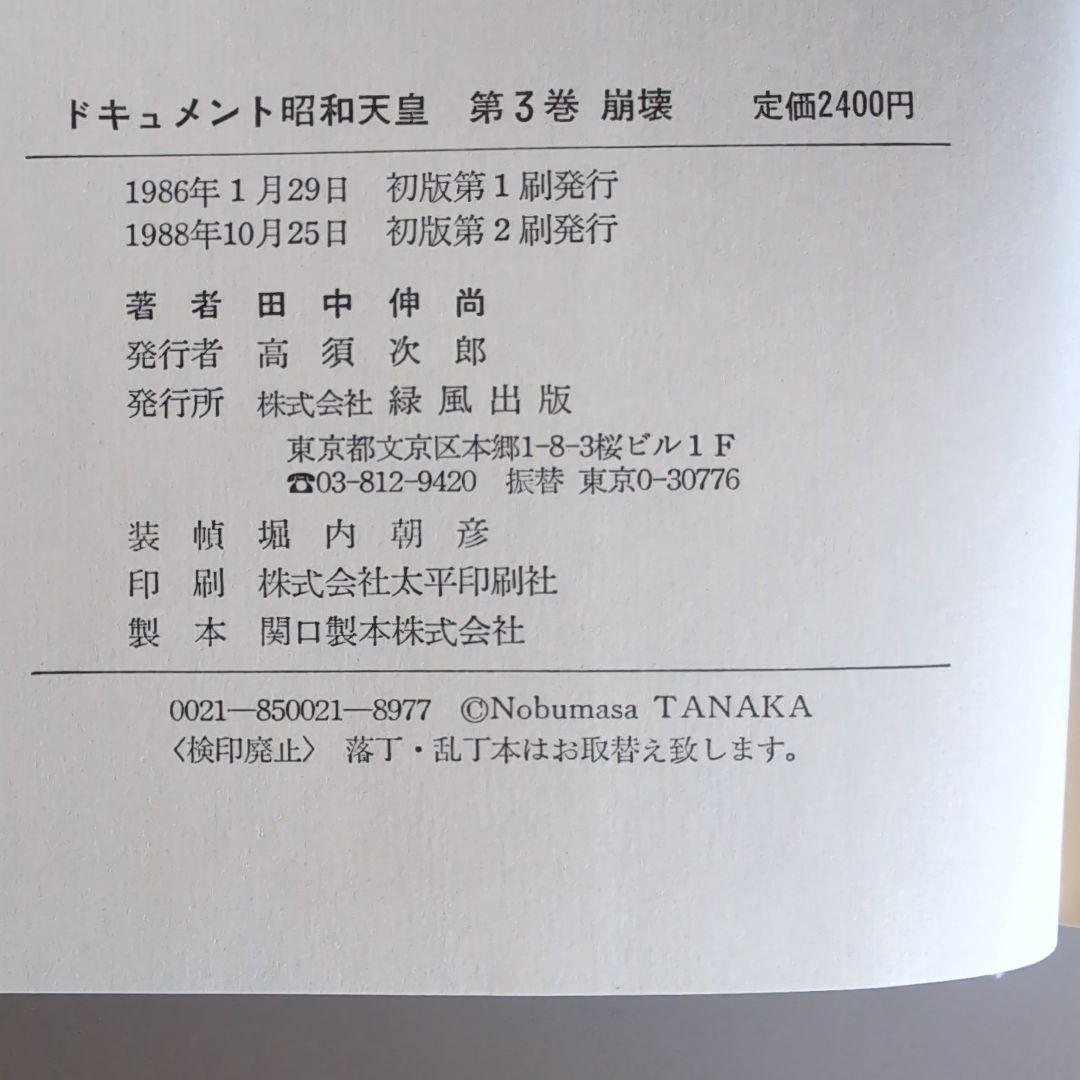 ドキュメント昭和天皇　第3巻 崩壊　定価2400円
1986年1月29日　初版第1刷発行
1988年10月25日　初版第2刷発行
著　者　田中伸尚
発行者　高須次郎
発行所　株式会社 緑風出版
東京都文京区本郷1-8-3桜ビル1F
☎03-812-9420　振替 東京0-30776
装　幀　堀内朝彦
印　刷　株式会社太平印刷社
製　本　関口製本株式会社
0021—850021—8977　©Nobumasa TANAKA
〈検印廃止〉　落丁・乱丁本はお取替え致します。